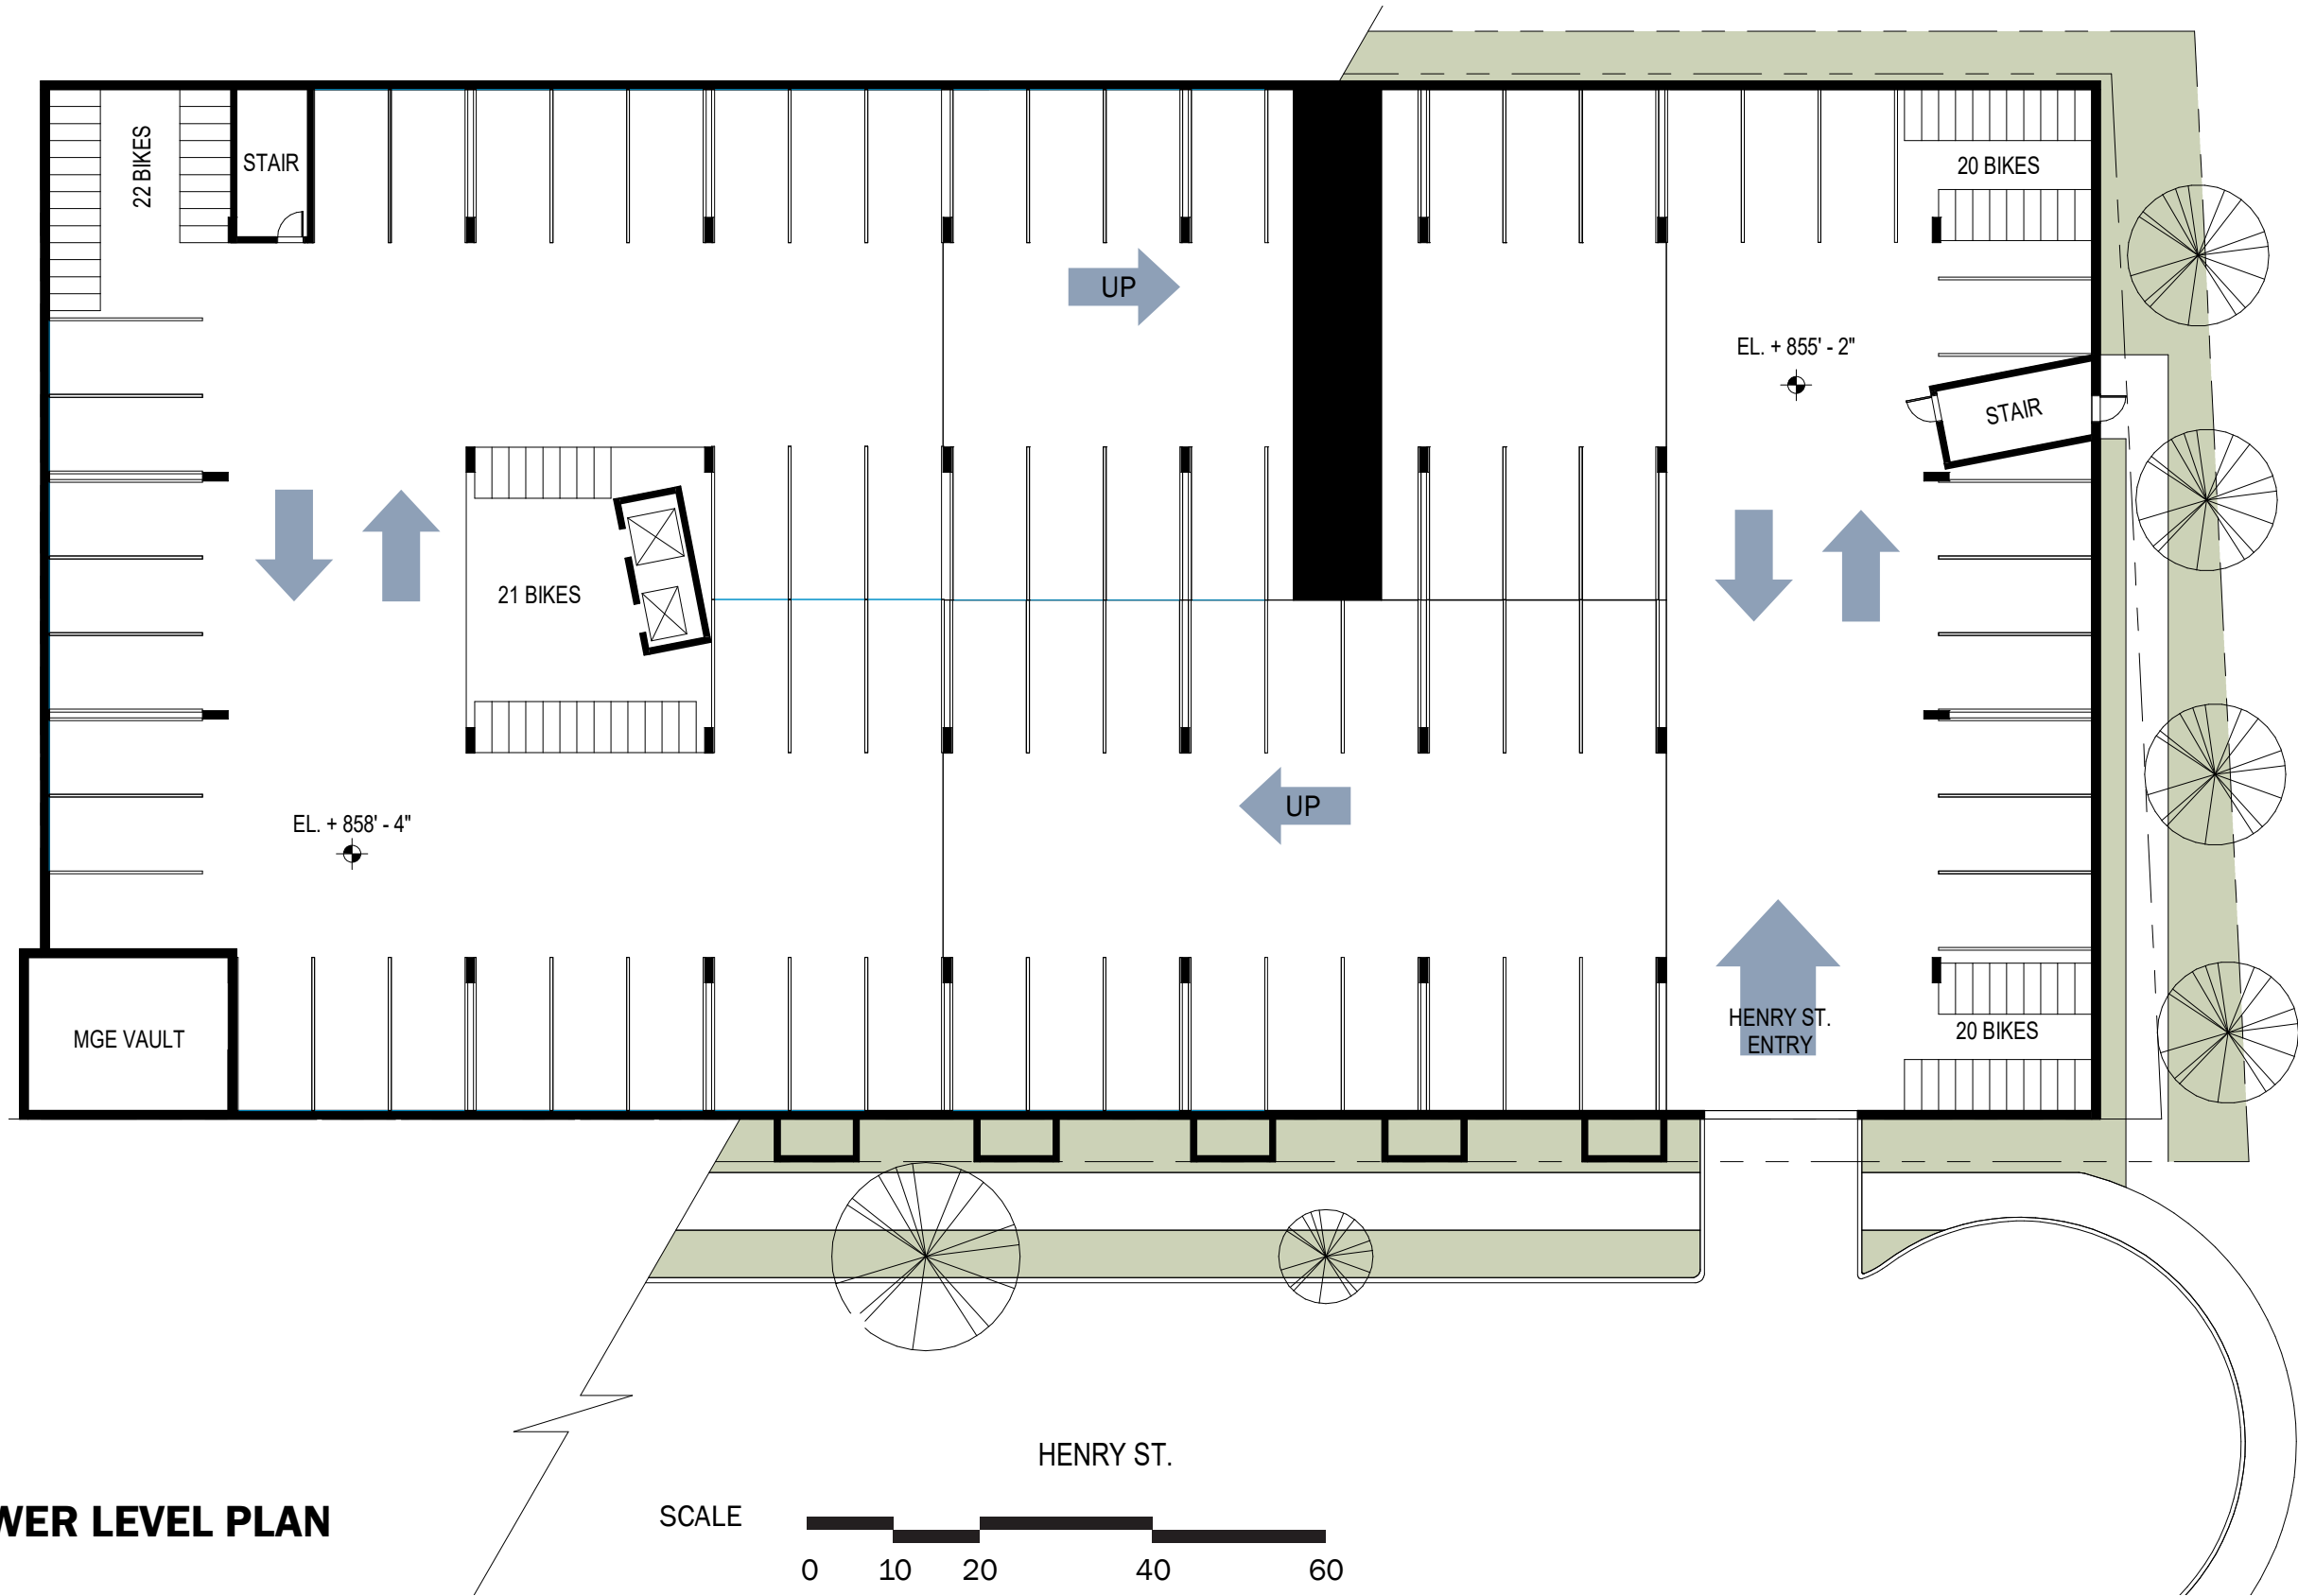 22 BIKES
STAIR
20 BIKES
UP
EL. + 855' - 2"
STAIR
21 BIKES
UP
EL. + 858' - 4"
MGE VAULT
HENRY ST.
ENTRY
20 BIKES
HENRY ST.
LEVEL PLAN
SCALE
0 10 20 40 60